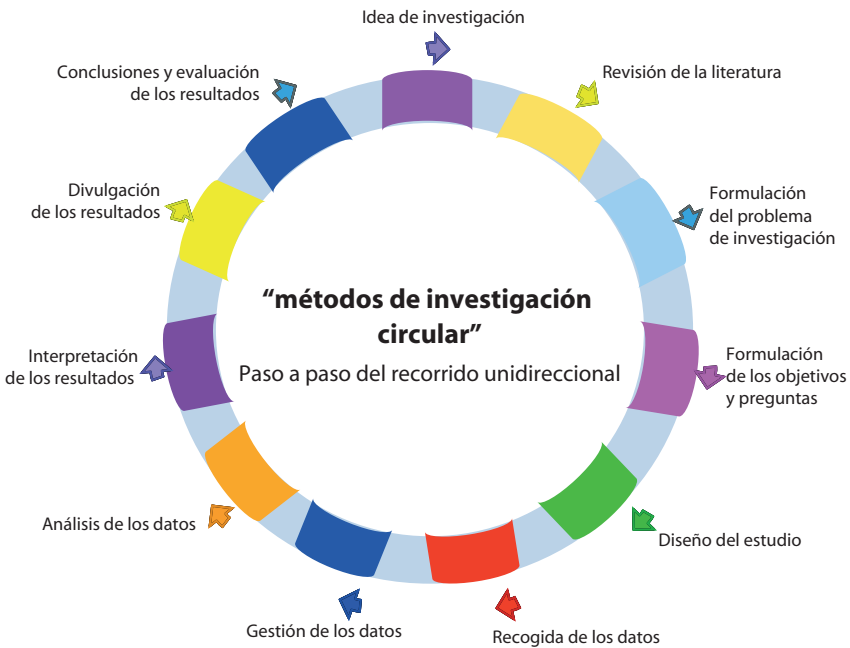 Idea de investigación
Revisión de la literatura
Formulación
del problema
de investigación
Formulación
de los objetivos
y preguntas
Diseño del estudio
Recogida de los datos
Gestión de los datos
Análisis de los datos
Interpretación
de los resultados
Divulgación
de los resultados
Conclusiones y evaluación
de los resultados
“métodos de investigación
circular”
Paso a paso del recorrido unidireccional